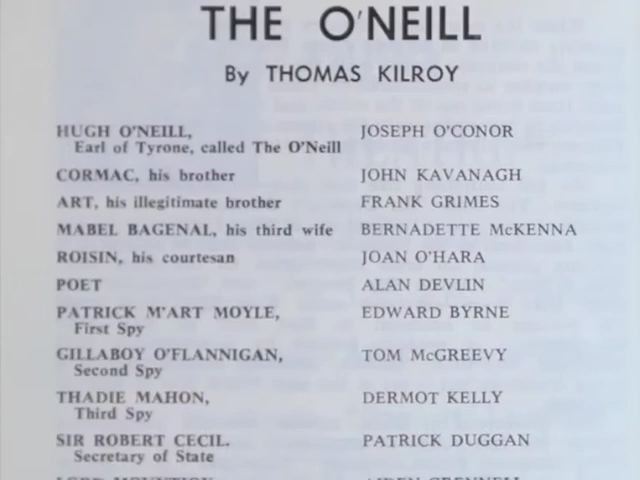 THE O'NEILL
By THOMAS KILROY
HUGH O'NEILL, JOSEPH O'CONOR
Earl of Tyrone, called The O'Neill
CORMAC, his brother JOHN KAVANAGH
ART, his illegitimate brother FRANK GRIMES
MABEL BAGENAL, his third wife BERNADETTE McKENNA
ROISIN, his courtesan JOAN O'HARA
POET ALAN DEVLIN
PATRICK M'ART MOYLE, EDWARD BYRNE
First Spy
GILLABOY O'FLANNIGAN, TOM McGREEVY
Second Spy
THADIE MAHON, DERMOT KELLY
Third Spy
SIR ROBERT CECIL. PATRICK DUGGAN
Secretary of State